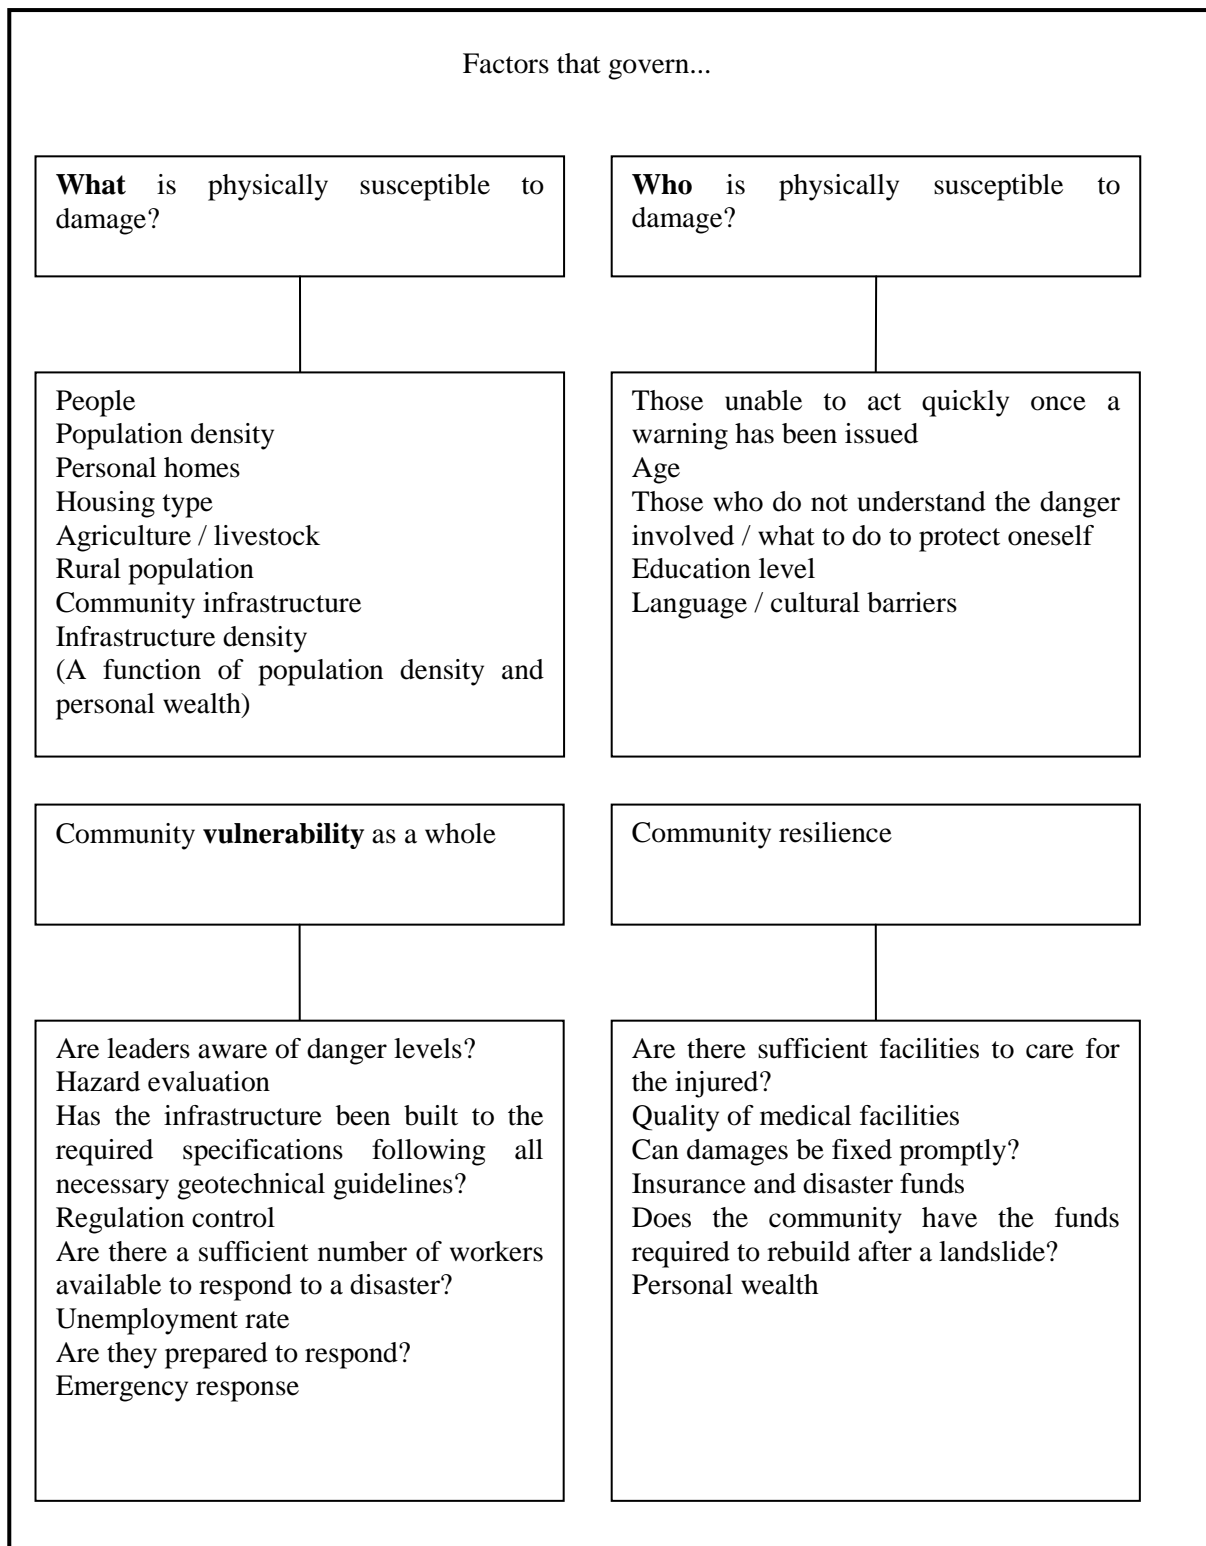 Factors that govern...
What is physically susceptible to
damage?
Who is physically susceptible to
damage?
People
Population density
Personal homes
Housing type
Agriculture / livestock
Rural population
Community infrastructure
Infrastructure density
(A function of population density and
personal wealth)
Those unable to act quickly once a
warning has been issued
Age
Those who do not understand the danger
involved / what to do to protect oneself
Education level
Language / cultural barriers
Community vulnerability as a whole
Community resilience
Are leaders aware of danger levels?
Hazard evaluation
Has the infrastructure been built to the
required specifications following all
necessary geotechnical guidelines?
Regulation control
Are there a sufficient number of workers
available to respond to a disaster?
Unemployment rate
Are they prepared to respond?
Emergency response
Are there sufficient facilities to care for
the injured?
Quality of medical facilities
Can damages be fixed promptly?
Insurance and disaster funds
Does the community have the funds
required to rebuild after a landslide?
Personal wealth